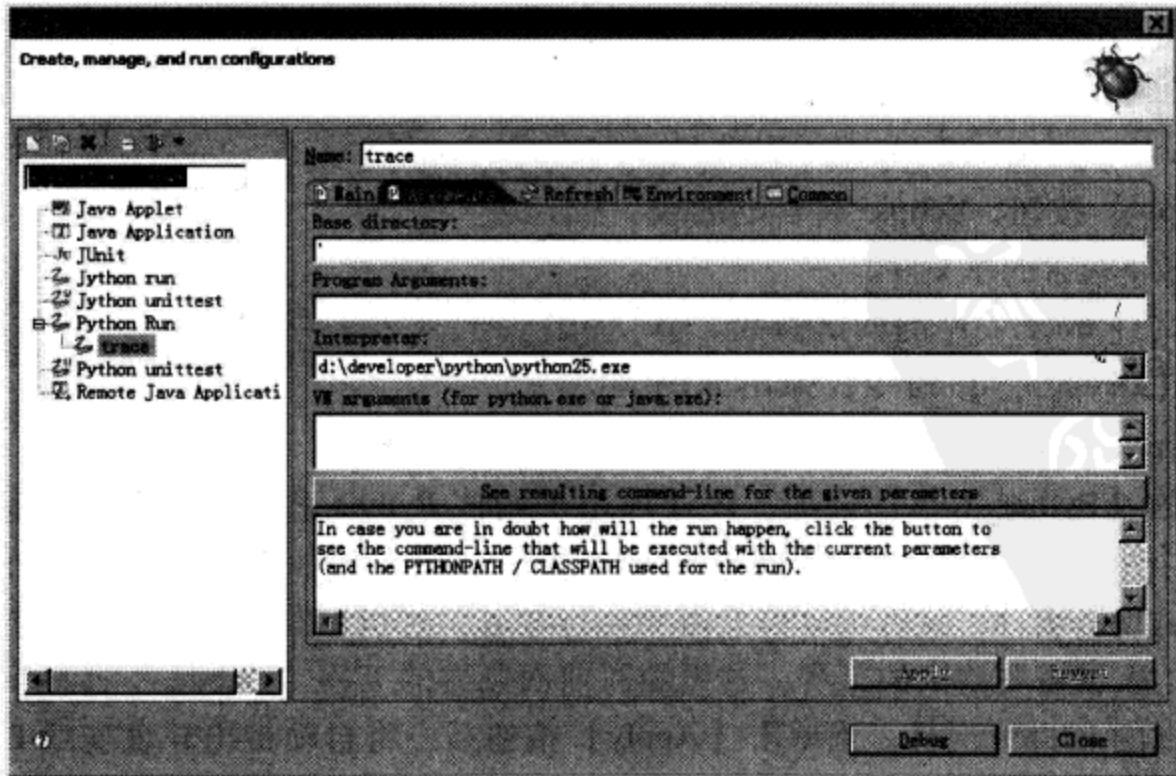 Create, manage, and run configurations
Name: trace
Java Applet
Java Application
JUnit
Jython run
Jython unittest
Python Run
trace
Python unittest
Remote Java Applicati
Main
Refresh
Environment
Common
Base directory:
Program Arguments:
Interpreter:
d:\developer\python\python25.exe
VM arguments (for python.exe or java.exe):
See resulting command-line for the given parameters
In case you are in doubt how will the run happen, click the button to
see the command-line that will be executed with the current parameters
(and the PYTHONPATH / CLASSPATH used for the run).
Apply
Revert
Debug
Close